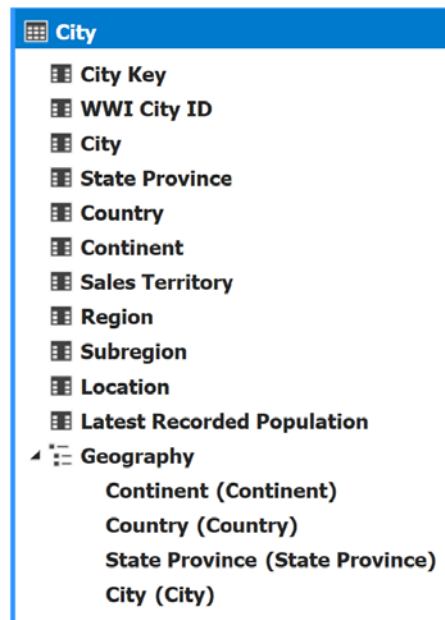 City
City Key
WWI City ID
City
State Province
Country
Continent
Sales Territory
Region
Subregion
Location
Latest Recorded Population
Geography
Continent (Continent)
Country (Country)
State Province (State Province)
City (City)